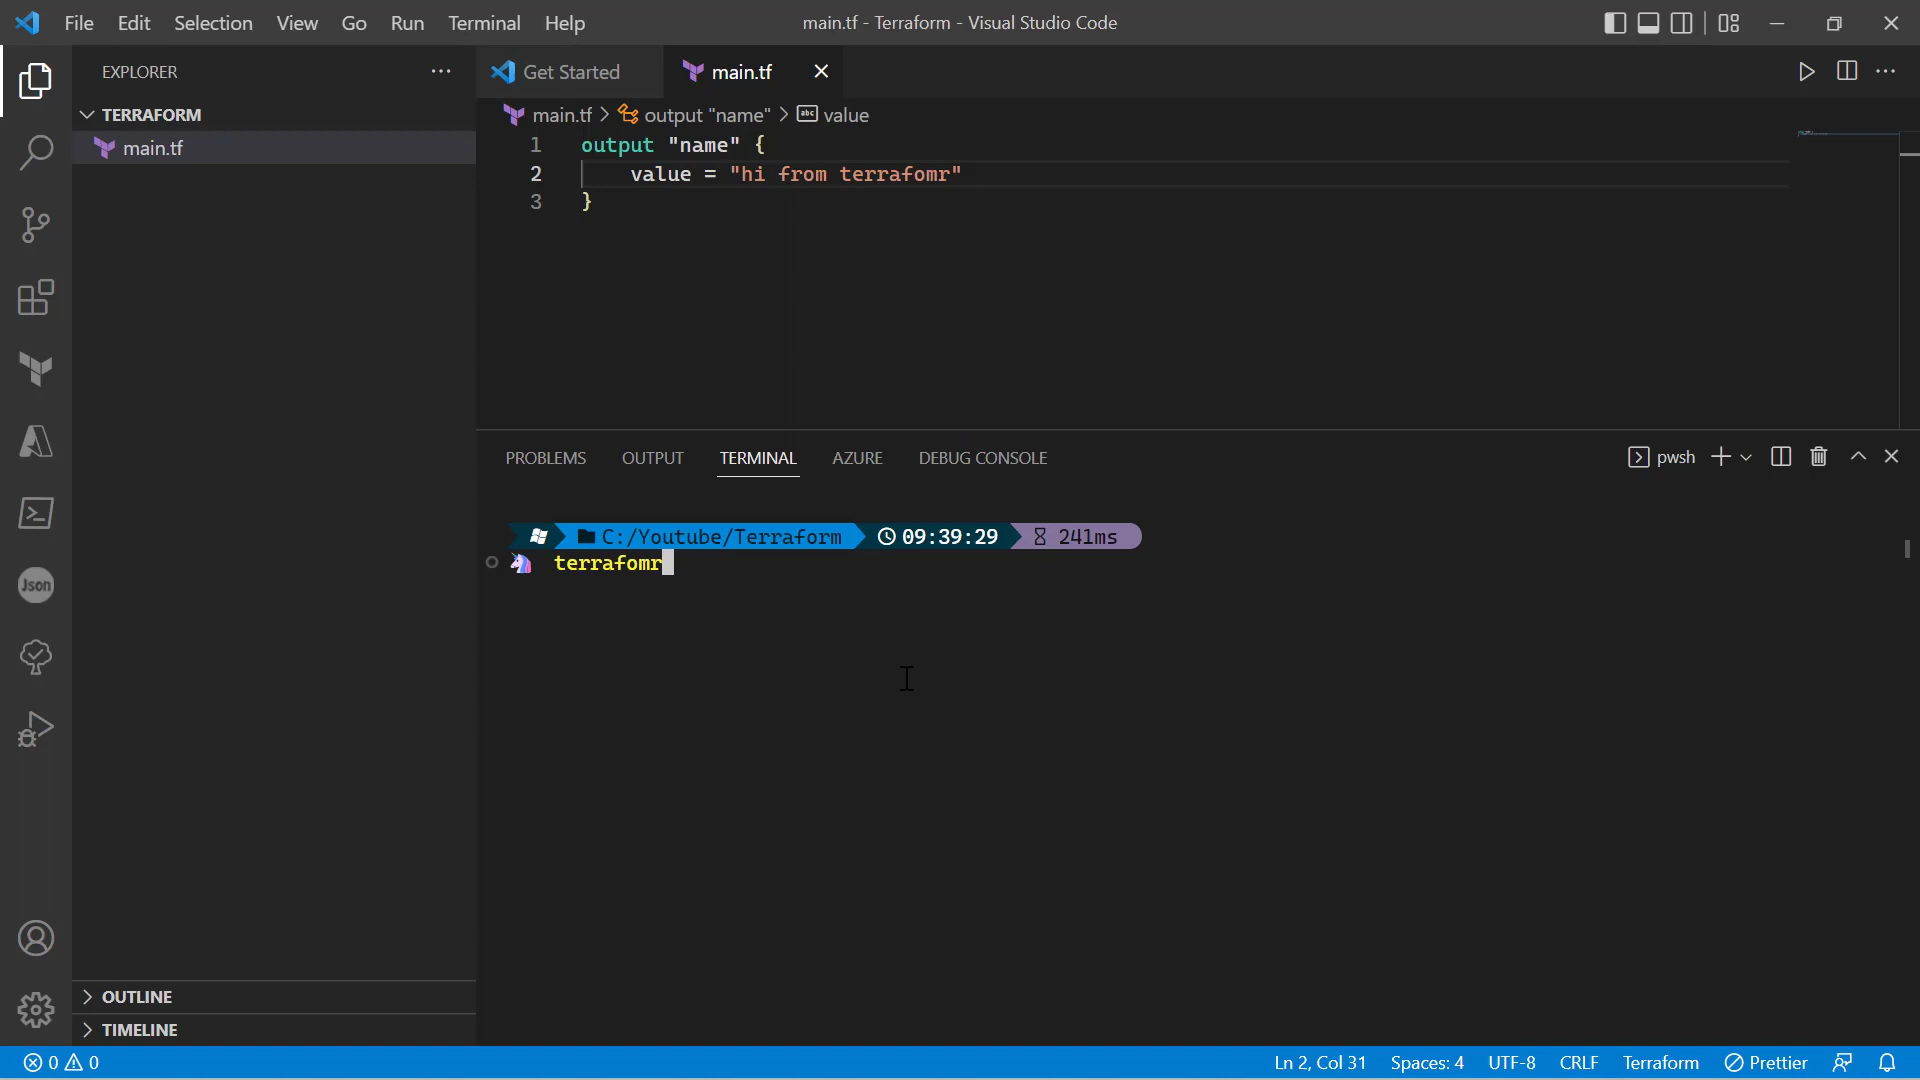 File Edit Selection View Go Run Terminal Help
main.tf - Terraform - Visual Studio Code
EXPLORER
TERRAFORM
main.tf
Get Started
main.tf
main.tf > output "name" > abc value
1 output "name" {
2 value = "hi from terrafomr"
3 }
PROBLEMS OUTPUT TERMINAL AZURE DEBUG CONSOLE
pwsh
C:/Youtube/Terraform 09:39:29 241ms
terrafomr
Json
OUTLINE
TIMELINE
0 0
Ln 2, Col 31 Spaces: 4 UTF-8 CRLF Terraform Prettier